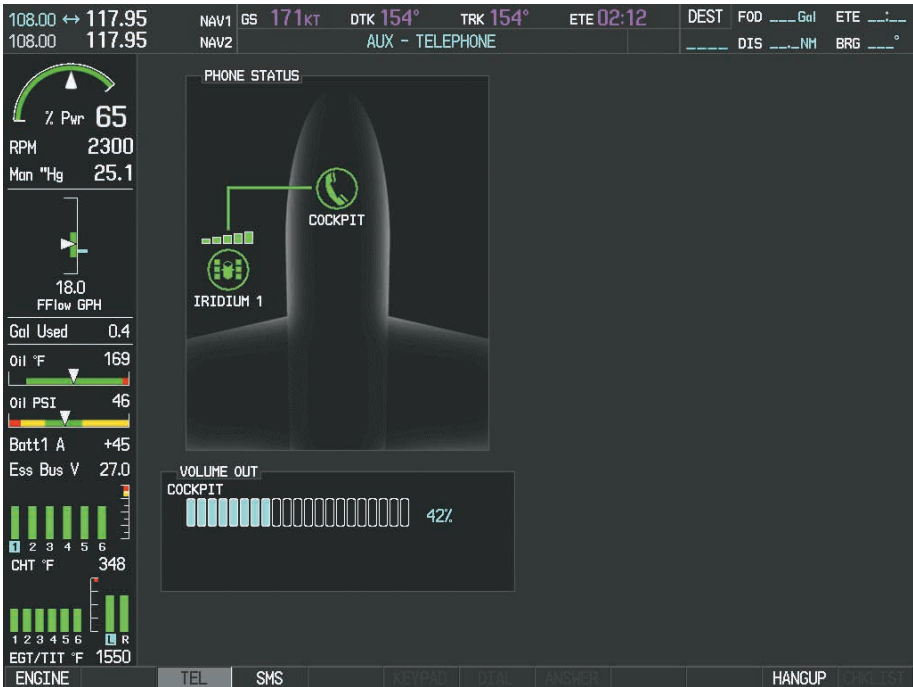 108.00 ↔ 117.95 NAV1 GS 171KT DTK 154° TRK 154° ETE 02:12 DEST FOD ___Gal ETE __:__
108.00 117.95 NAV2 AUX - TELEPHONE ____ DIS __._NM BRG ___°
PHONE STATUS
% Pwr 65
RPM 2300
Man "Hg 25.1
COCKPIT
IRIDIUM 1
18.0
FFlow GPH
Gal Used 0.4
Oil °F 169
Oil PSI 46
Batt1 A +45
Ess Bus V 27.0
VOLUME OUT
COCKPIT
42%
1 2 3 4 5 6
CHT °F 348
1 2 3 4 5 6 L R
EGT/TIT °F 1550
ENGINE TEL SMS KEYPAD DIAL ANSWER HANGUP CHKLIST